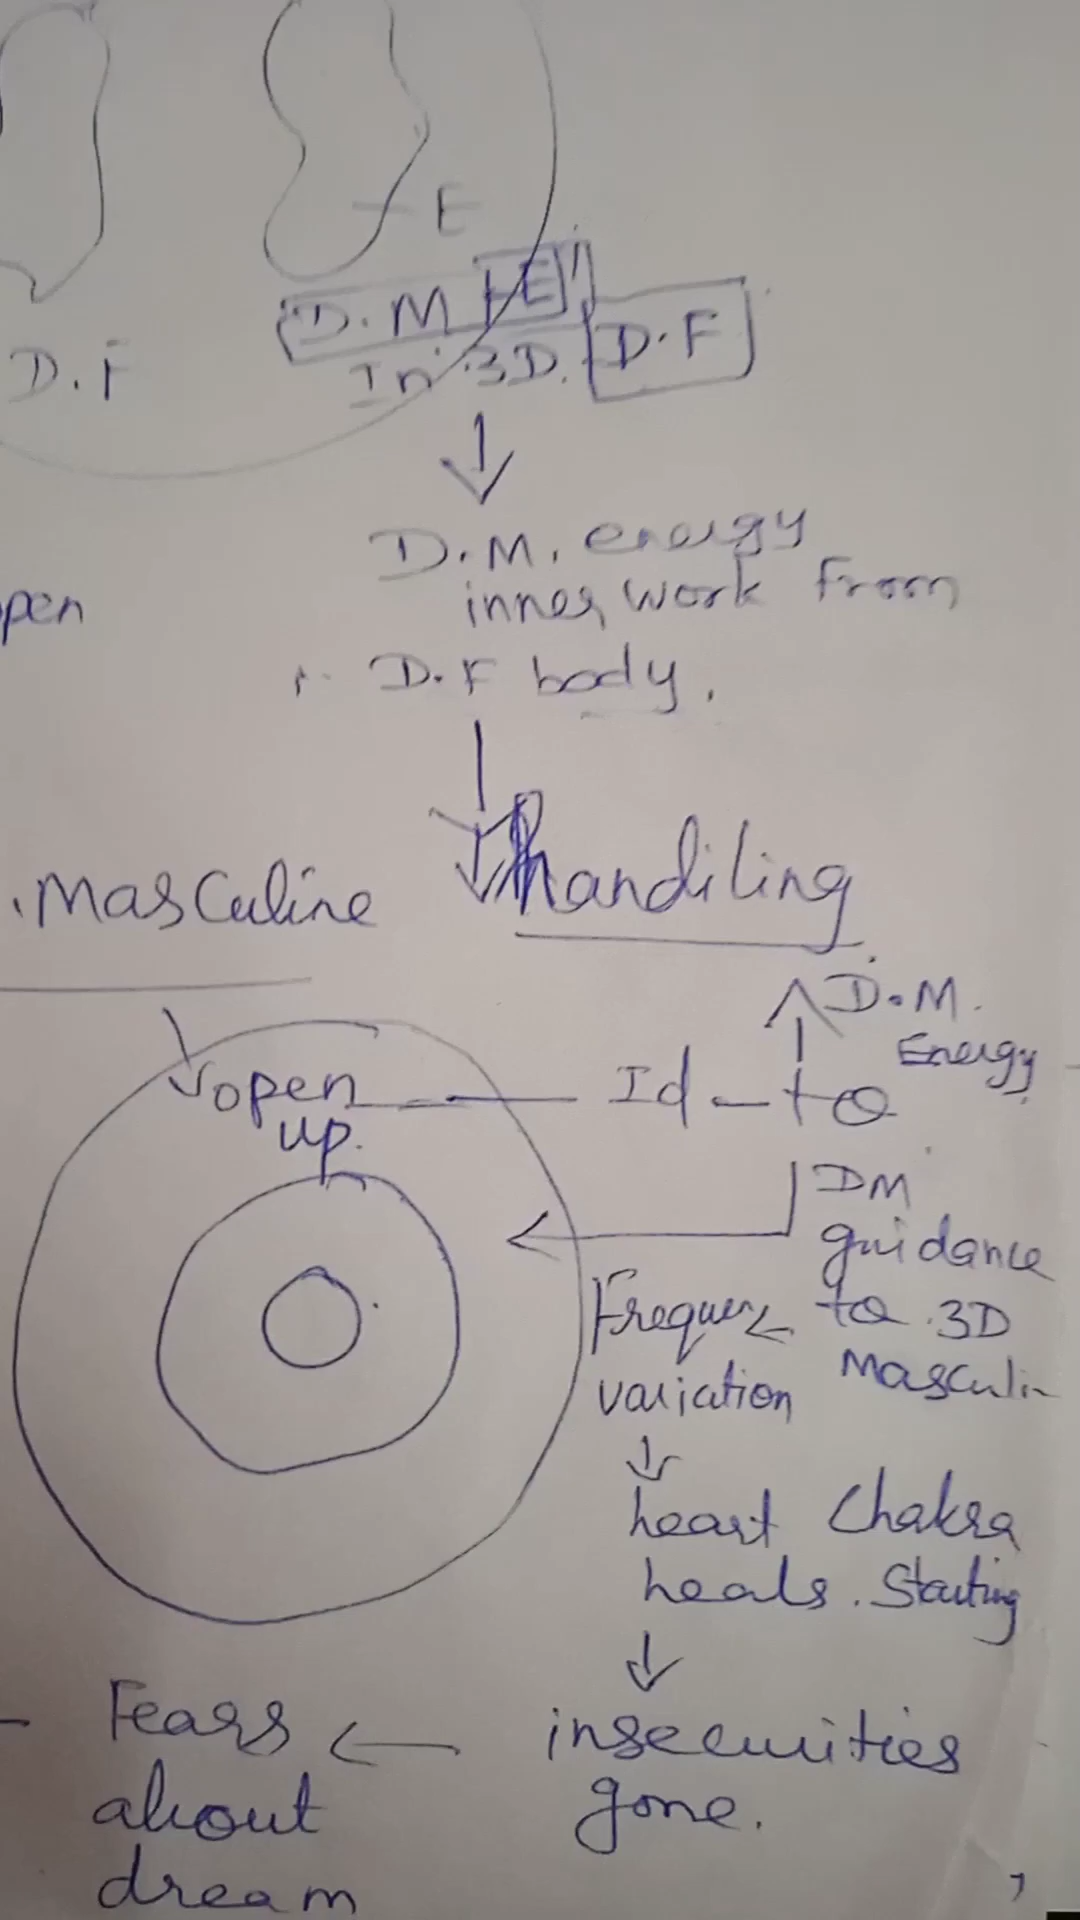 E
D.M E
D.F
In 3D.
D.F
D.M. energy
inner work from
D.F body.
pen
handiling
.Masculine
D.M.
Energy
open
up.
Id - to
DM
guidance
to 3D
Masculin
Frequen
variation
heart Chakra
heals. Starting
insecurities
gone.
Fears
about
dream